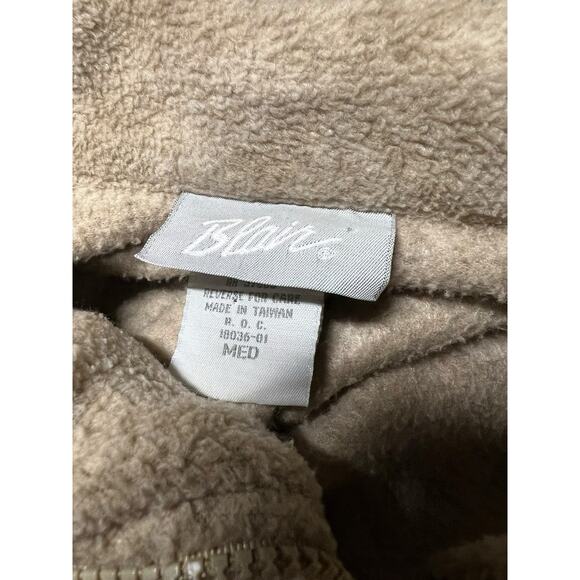 Blair
REVERSE FOR CARE
MADE IN TAIWAN
R. O. C.
18036-01
MED